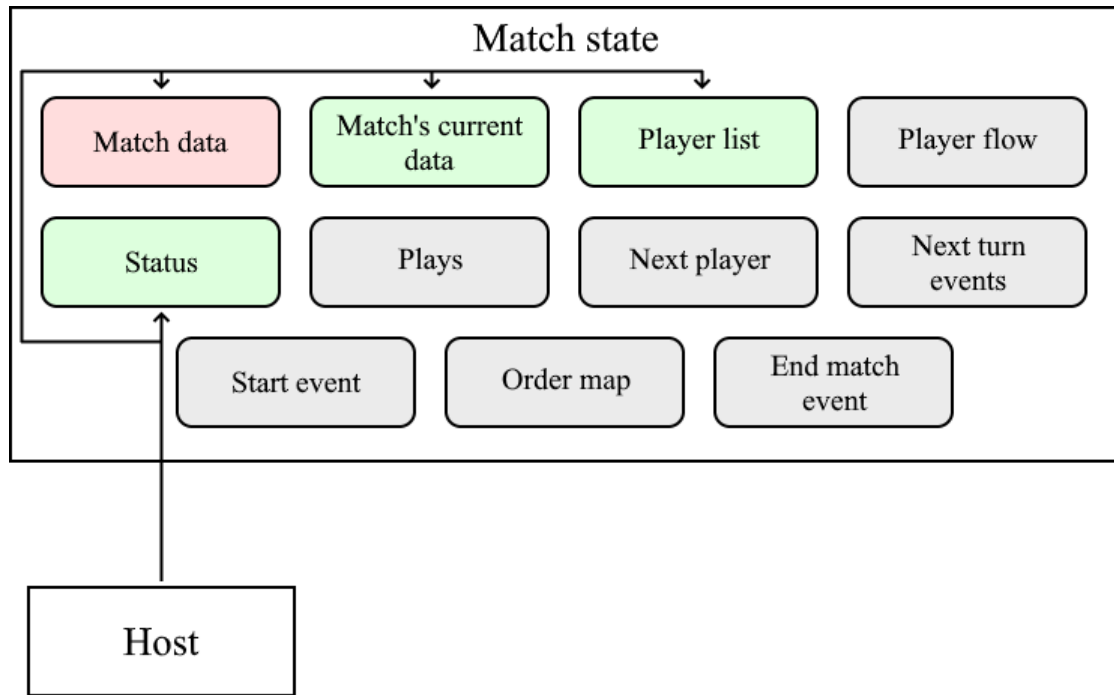 Match state
Match data
Match's current
data
Player list
Player flow
Status
Plays
Next player
Next turn
events
Start event
Order map
End match
event
Host